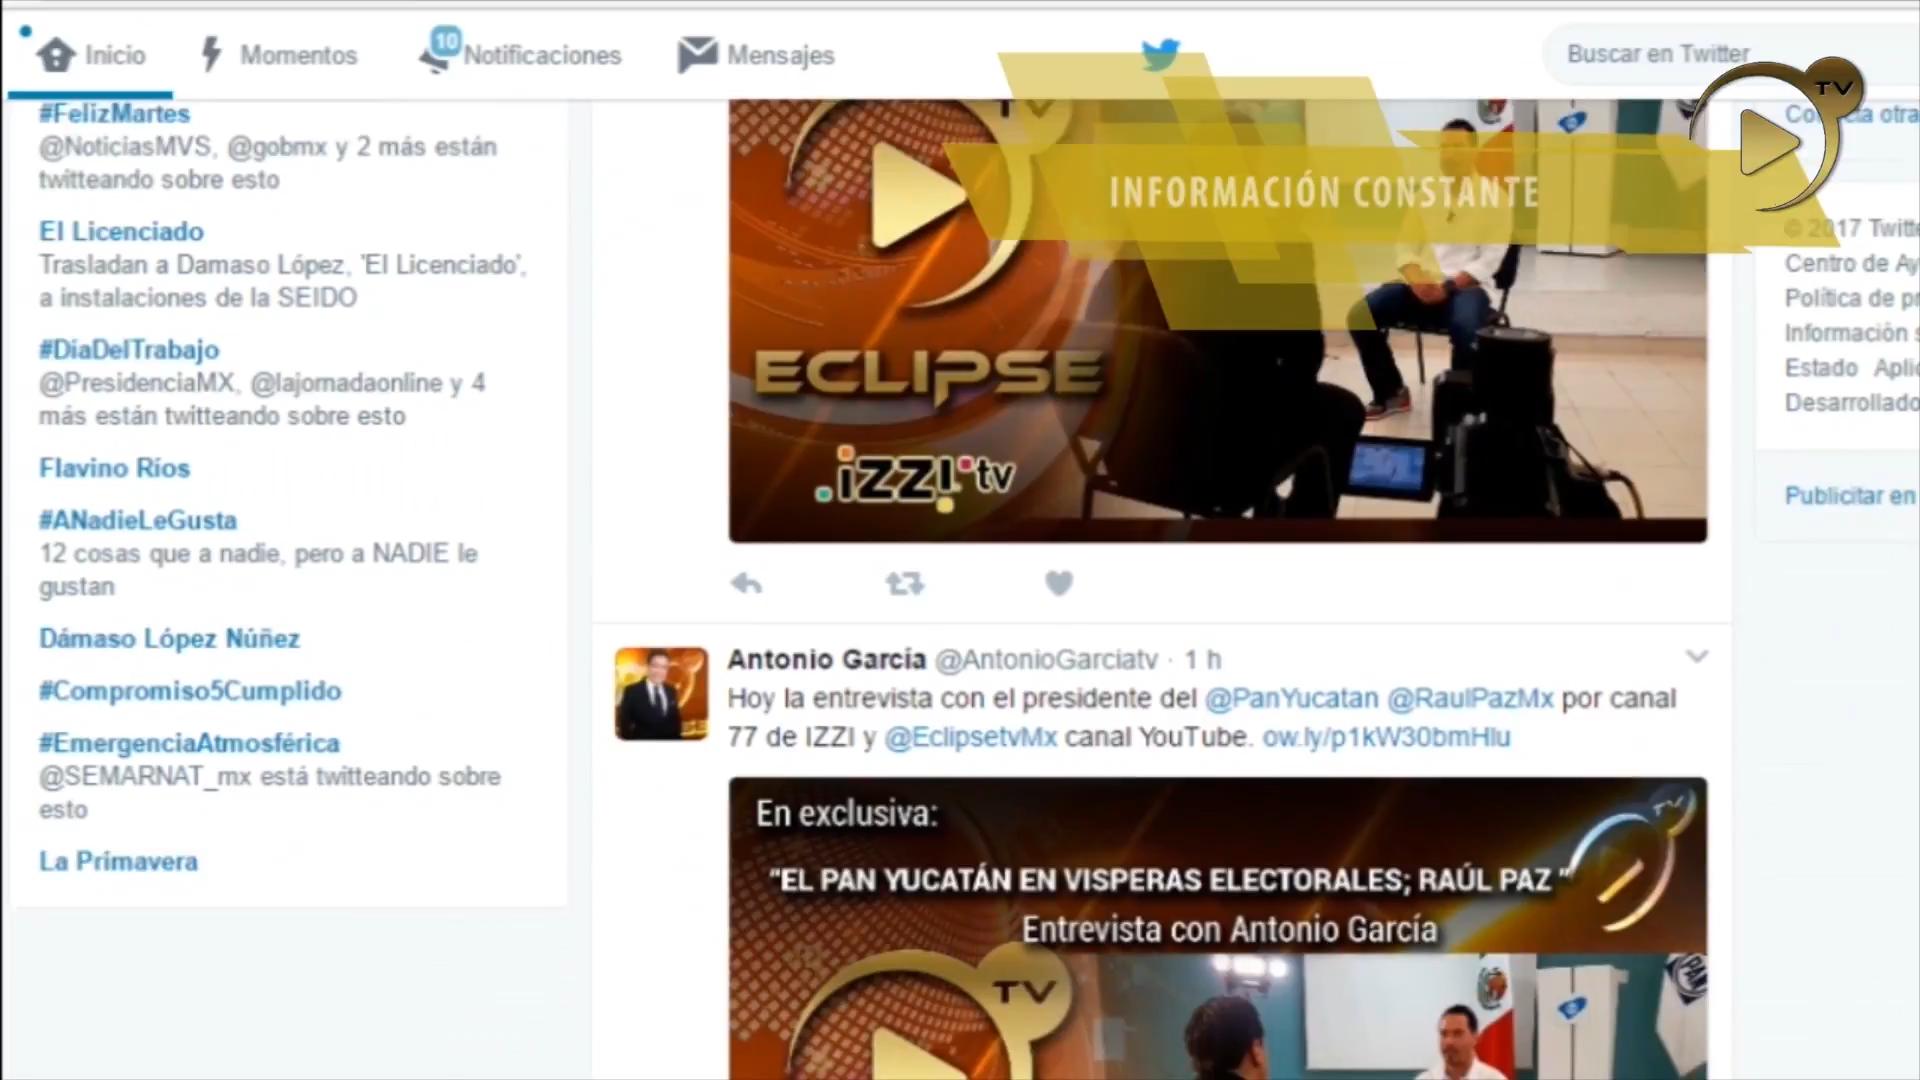 Inicio
Momentos
10
Notificaciones
Mensajes
Buscar en Twitter
TV
#FelizMartes
@NoticiasMVS, @gobmx y 2 más están
twitteando sobre esto
El Licenciado
Trasladan a Damaso López, 'El Licenciado',
a instalaciones de la SEIDO
#DíaDelTrabajo
@PresidenciaMX, @lajornadaonline y 4
más están twitteando sobre esto
Flavino Ríos
#ANadieLeGusta
12 cosas que a nadie, pero a NADIE le
gustan
Dámaso López Núñez
#Compromiso5Cumplido
#EmergenciaAtmosférica
@SEMARNAT_mx está twitteando sobre
esto
La Primavera
TV
INFORMACIÓN CONSTANTE
ECLIPSE
izzi tv
Antonio García @AntonioGarciatv · 1 h
Hoy la entrevista con el presidente del @PanYucatan @RaulPazMx por canal
77 de IZZI y @EclipsetvMx canal YouTube. ow.ly/p1kW30bmHlu
En exclusiva:
TV
"EL PAN YUCATÁN EN VISPERAS ELECTORALES; RAÚL PAZ "
Entrevista con Antonio García
TV
PAN
otra
© 2017 Twitte
Centro de Ay
Política de pr
Información s
Estado Aplic
Desarrollado
Publicitar en